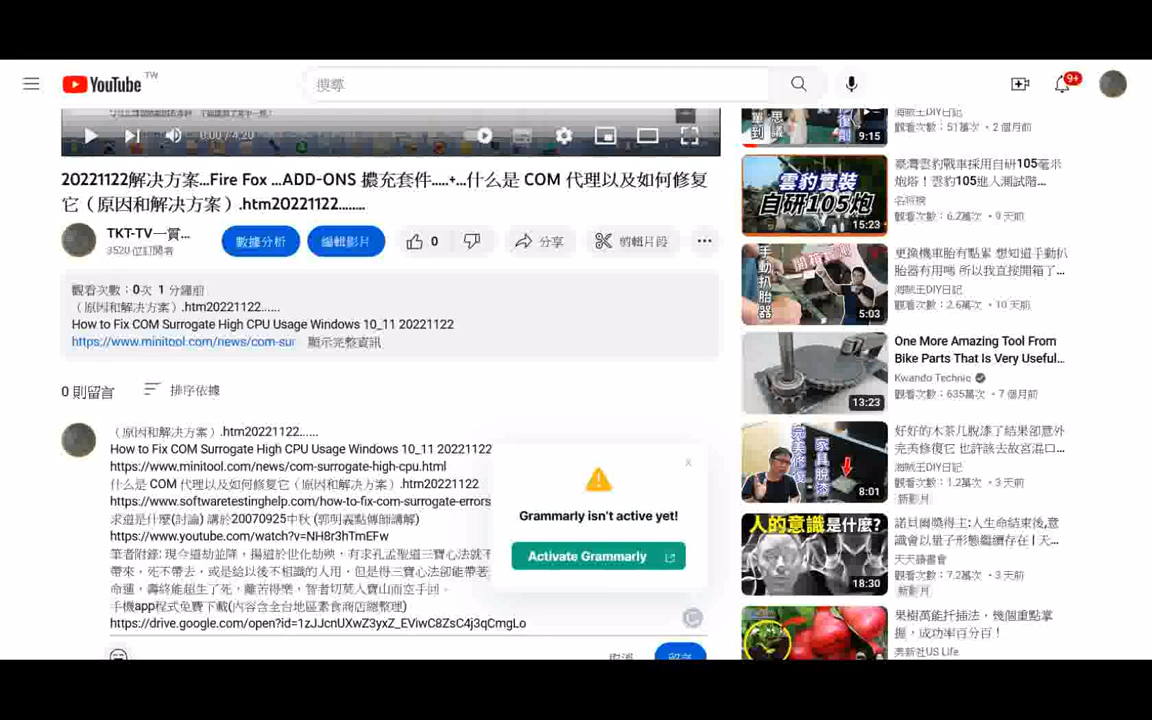 YouTube TW
搜尋
9+
0:00 / 4:20
20221122解决方案...Fire Fox ...ADD-ONS 擴充套件.....+...什么是 COM 代理以及如何修复
它（原因和解决方案）.htm20221122........
TKT-TV一貫...
3520 位訂閱者
數據分析
編輯影片
0
分享
剪輯片段
觀看次數：0次 1 分鐘前
（原因和解决方案）.htm20221122......
How to Fix COM Surrogate High CPU Usage Windows 10_11 20221122
https://www.minitool.com/news/com-sur
顯示完整資訊
0 則留言
排序依據
（原因和解决方案）.htm20221122......
How to Fix COM Surrogate High CPU Usage Windows 10_11 20221122
https://www.minitool.com/news/com-surrogate-high-cpu.html
什么是 COM 代理以及如何修复它（原因和解决方案）.htm20221122
https://www.softwaretestinghelp.com/how-to-fix-com-surrogate-errors
求道是什麼(討論) 講於20070925中秋 (郭明義點傳師講解)
https://www.youtube.com/watch?v=NH8r3hTmEFw
筆者附錄: 現今道劫並降，揚道於世化劫殃，有求孔孟聖道三寶心法就不
帶來，死不帶去，或是給以後不相識的人用，但是得三寶心法卻能帶著
命運，壽終能超生了死，離苦得樂，智者切莫入寶山而空手回。
手機app程式免費下載(內容含全台地區素食商店總整理)
https://drive.google.com/open?id=1zJJcnUXwZ3yxZ_EViwC8ZsC4j3qCmgLo
取消
留言
x
Grammarly isn't active yet!
Activate Grammarly
9:15
海賊王DIY日記
觀看次數：51萬次 · 2 個月前
雲豹實裝
自研105炮
15:23
臺灣雲豹戰車採用自研105毫米
炮塔！雲豹105進入測試階...
觀看次數：6.2萬次 · 9 天前
手動扒胎器
開箱
5:03
更換機車胎有點累 想知道手動扒
胎器有用嗎 所以我直接開箱了...
海賊王DIY日記
觀看次數：2.6萬次 · 10 天前
13:23
One More Amazing Tool From
Bike Parts That Is Very Useful...
Kwando Technic
觀看次數：635萬次 · 7 個月前
完美修復
家具脫漆
8:01
好好的木茶几脫漆了結果卻意外
完美修復它 也許該去故宮混口...
海賊王DIY日記
觀看次數：1.2萬次 · 3 天前
新影片
人的意識是什麼?
18:30
諾貝爾獎得主:人生命結束後,意
識會以量子形態繼續存在 | 天...
天天讀書會
觀看次數：7.2萬次 · 3 天前
新影片
果樹萬能扦插法，幾個重點掌
握，成功率百分百！
美新社US Life